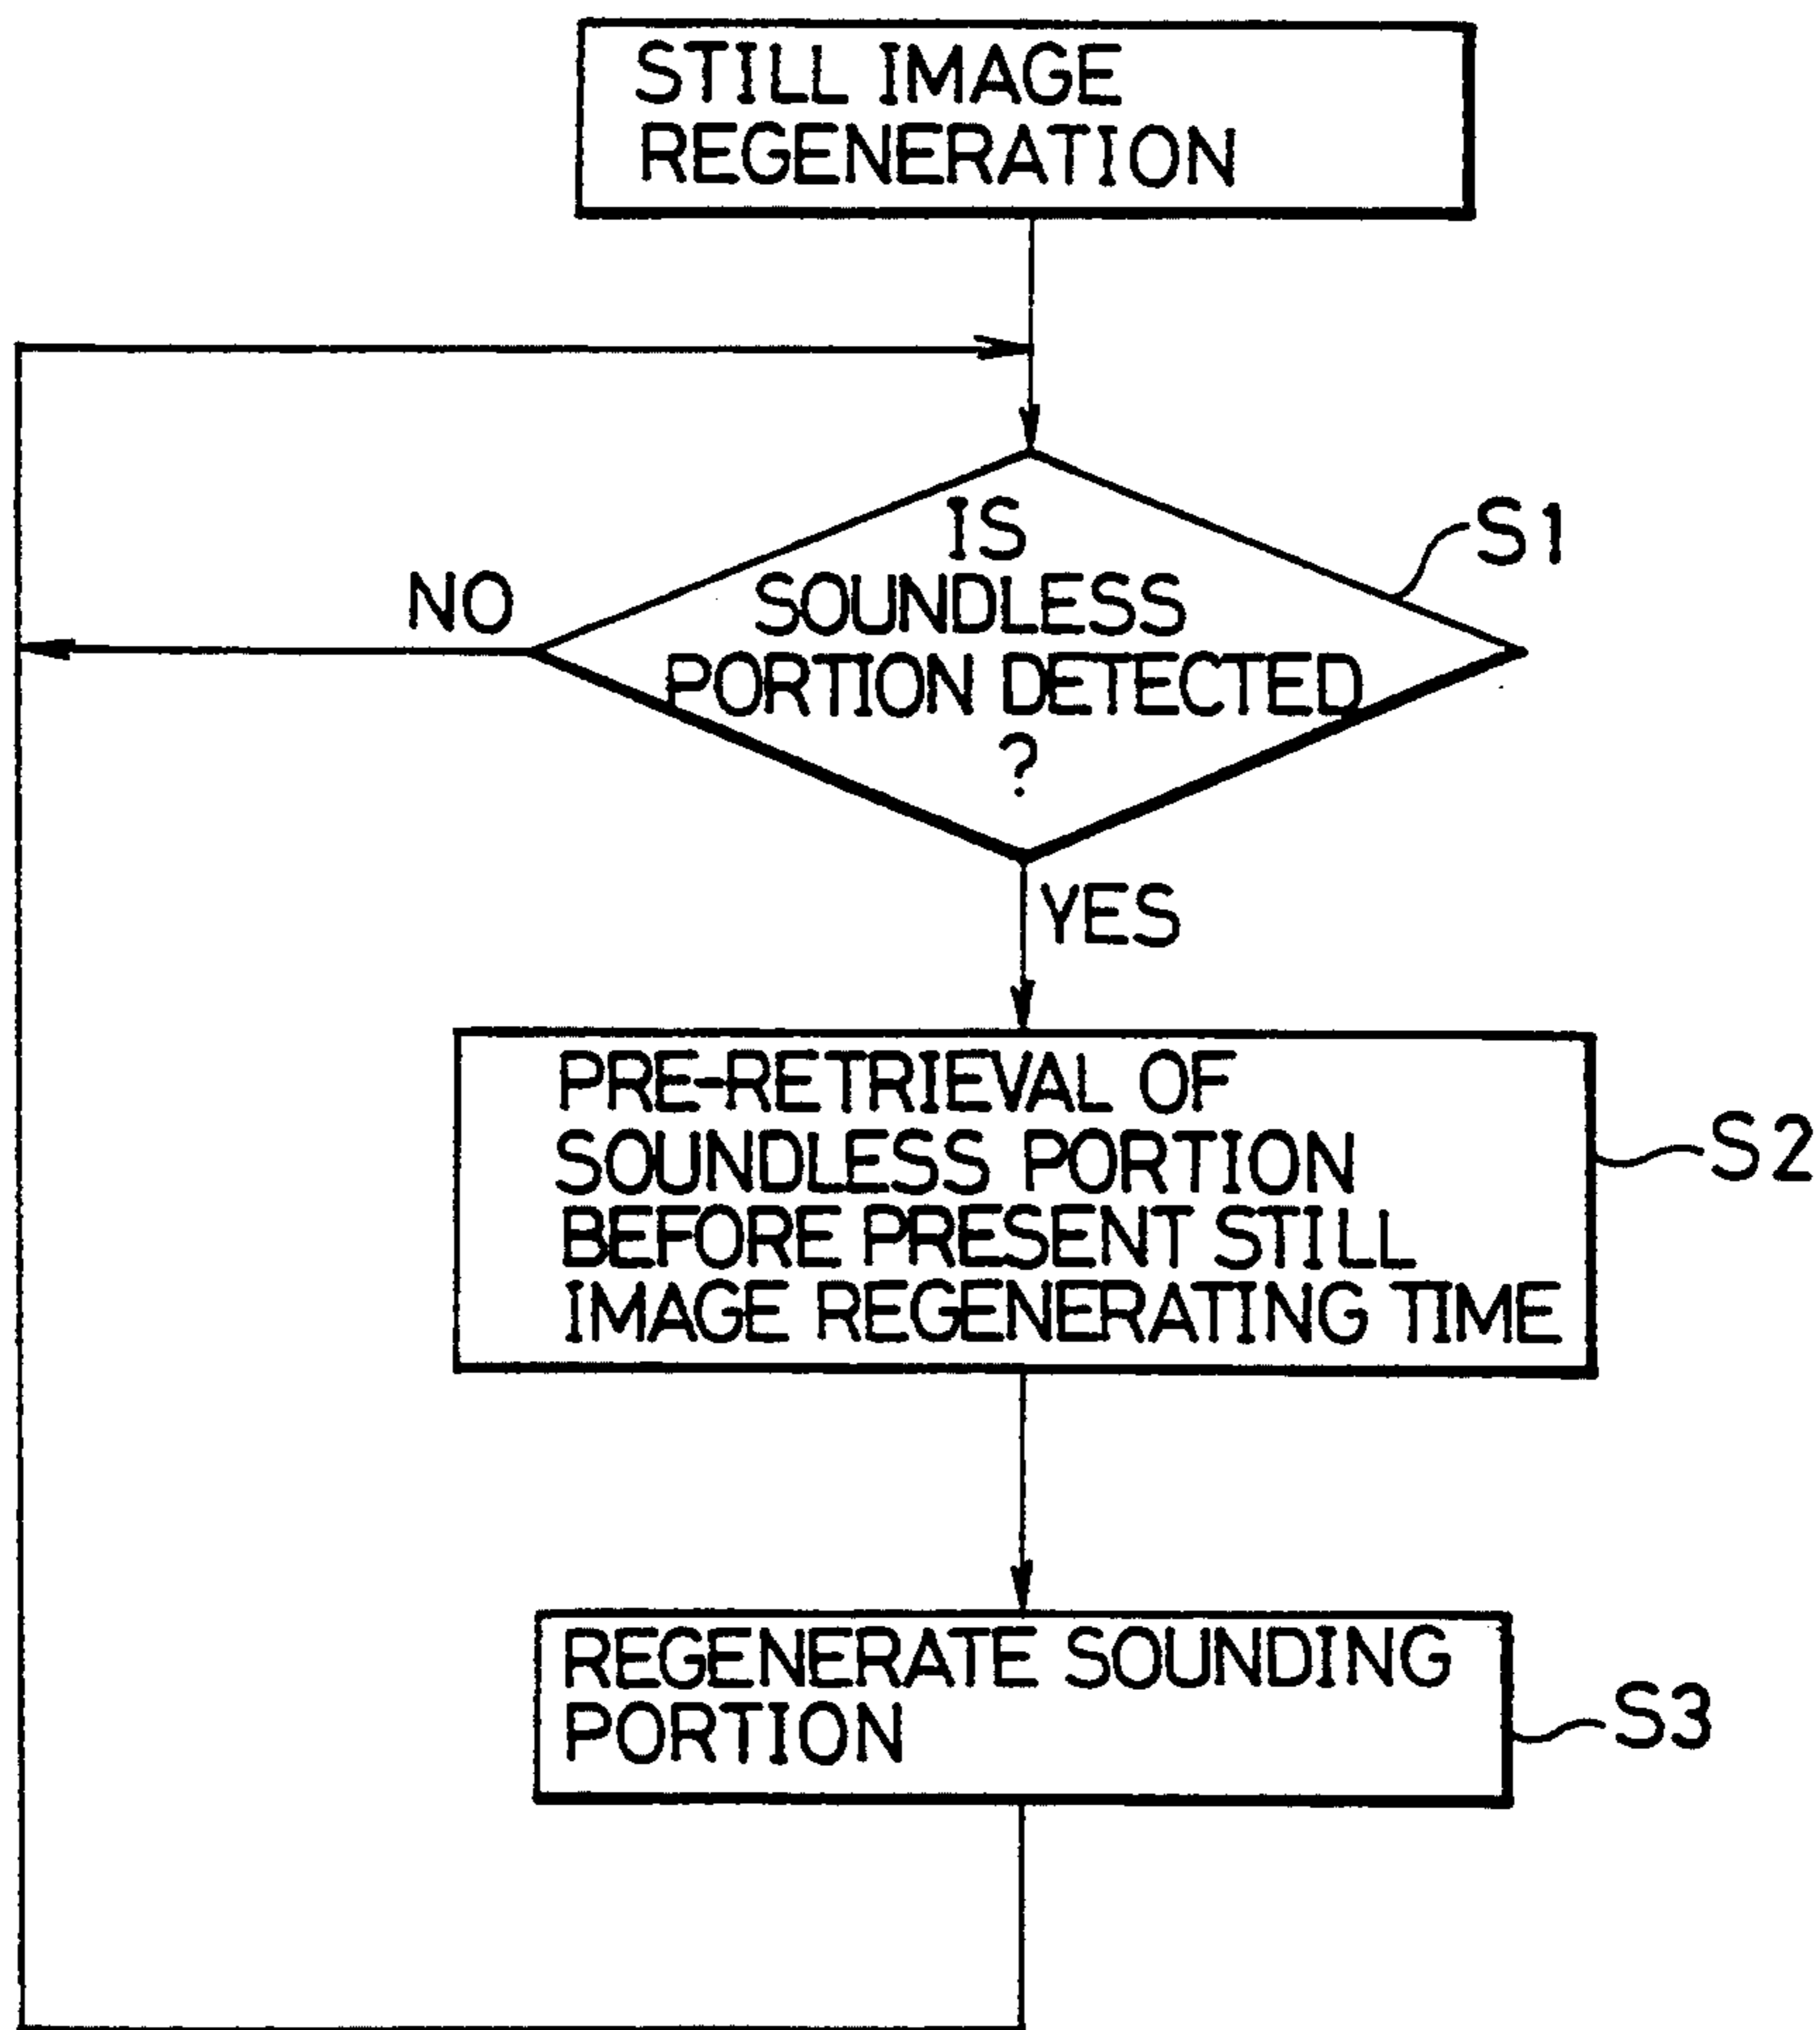 STILL IMAGE
REGENERATION
IS
SOUNDLESS
PORTION DETECTED
?
S1
NO
YES
PRE-RETRIEVAL OF
SOUNDLESS PORTION
BEFORE PRESENT STILL
IMAGE REGENERATING TIME
S2
REGENERATE SOUNDING
PORTION
S3